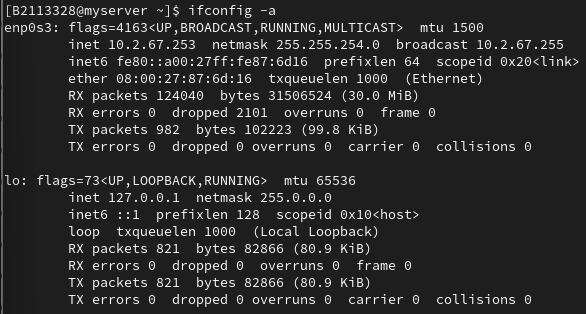 [B2113328@myserver ~]$ ifconfig -a
enp0s3: flags=4163<UP,BROADCAST,RUNNING,MULTICAST>  mtu 1500
        inet 10.2.67.253  netmask 255.255.254.0  broadcast 10.2.67.255
        inet6 fe80::a00:27ff:fe87:6d16  prefixlen 64  scopeid 0x20<link>
        ether 08:00:27:87:6d:16  txqueuelen 1000  (Ethernet)
        RX packets 124040  bytes 31506524 (30.0 MiB)
        RX errors 0  dropped 2101  overruns 0  frame 0
        TX packets 982  bytes 102223 (99.8 KiB)
        TX errors 0  dropped 0 overruns 0  carrier 0  collisions 0

lo: flags=73<UP,LOOPBACK,RUNNING>  mtu 65536
        inet 127.0.0.1  netmask 255.0.0.0
        inet6 ::1  prefixlen 128  scopeid 0x10<host>
        loop  txqueuelen 1000  (Local Loopback)
        RX packets 821  bytes 82866 (80.9 KiB)
        RX errors 0  dropped 0  overruns 0  frame 0
        TX packets 821  bytes 82866 (80.9 KiB)
        TX errors 0  dropped 0 overruns 0  carrier 0  collisions 0